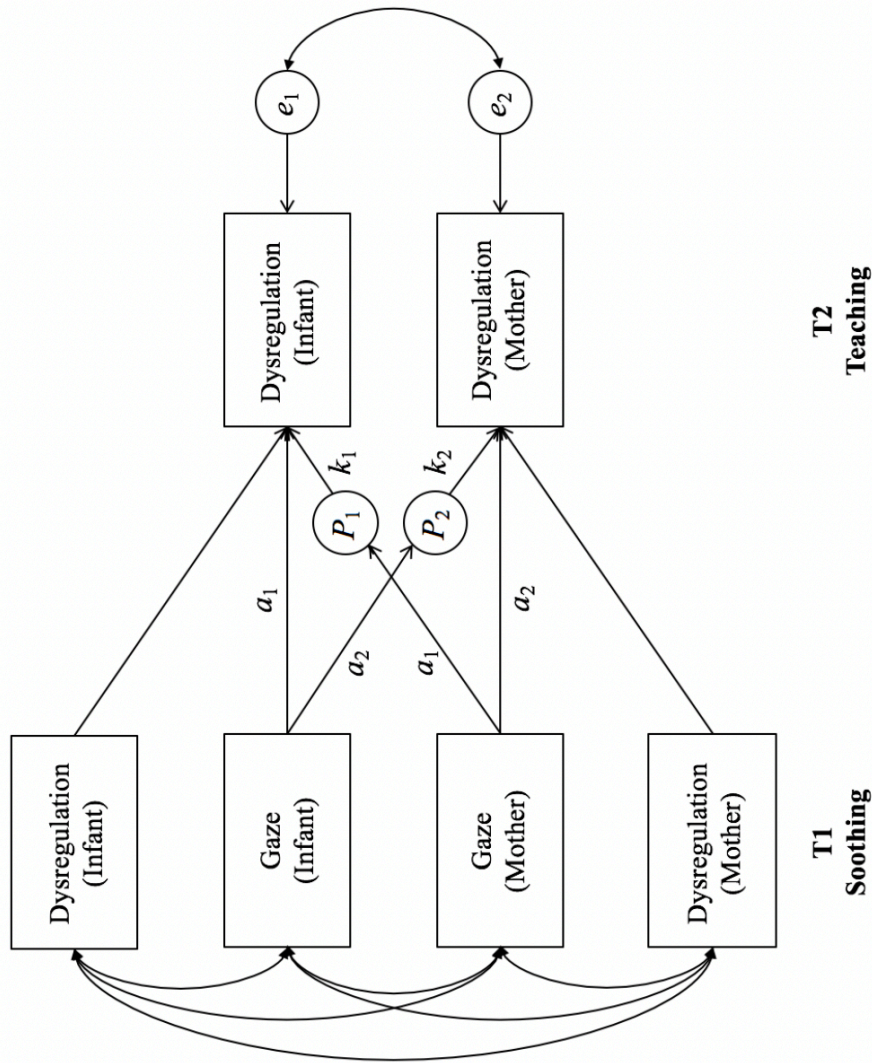 Dysregulation
(Infant)
Gaze
(Infant)
Gaze
(Mother)
Dysregulation
(Mother)
T1
Soothing
a₁
a₂
a₁
a₂
P₁
P₂
k₁
k₂
Dysregulation
(Infant)
Dysregulation
(Mother)
T2
Teaching
e₁
e₂